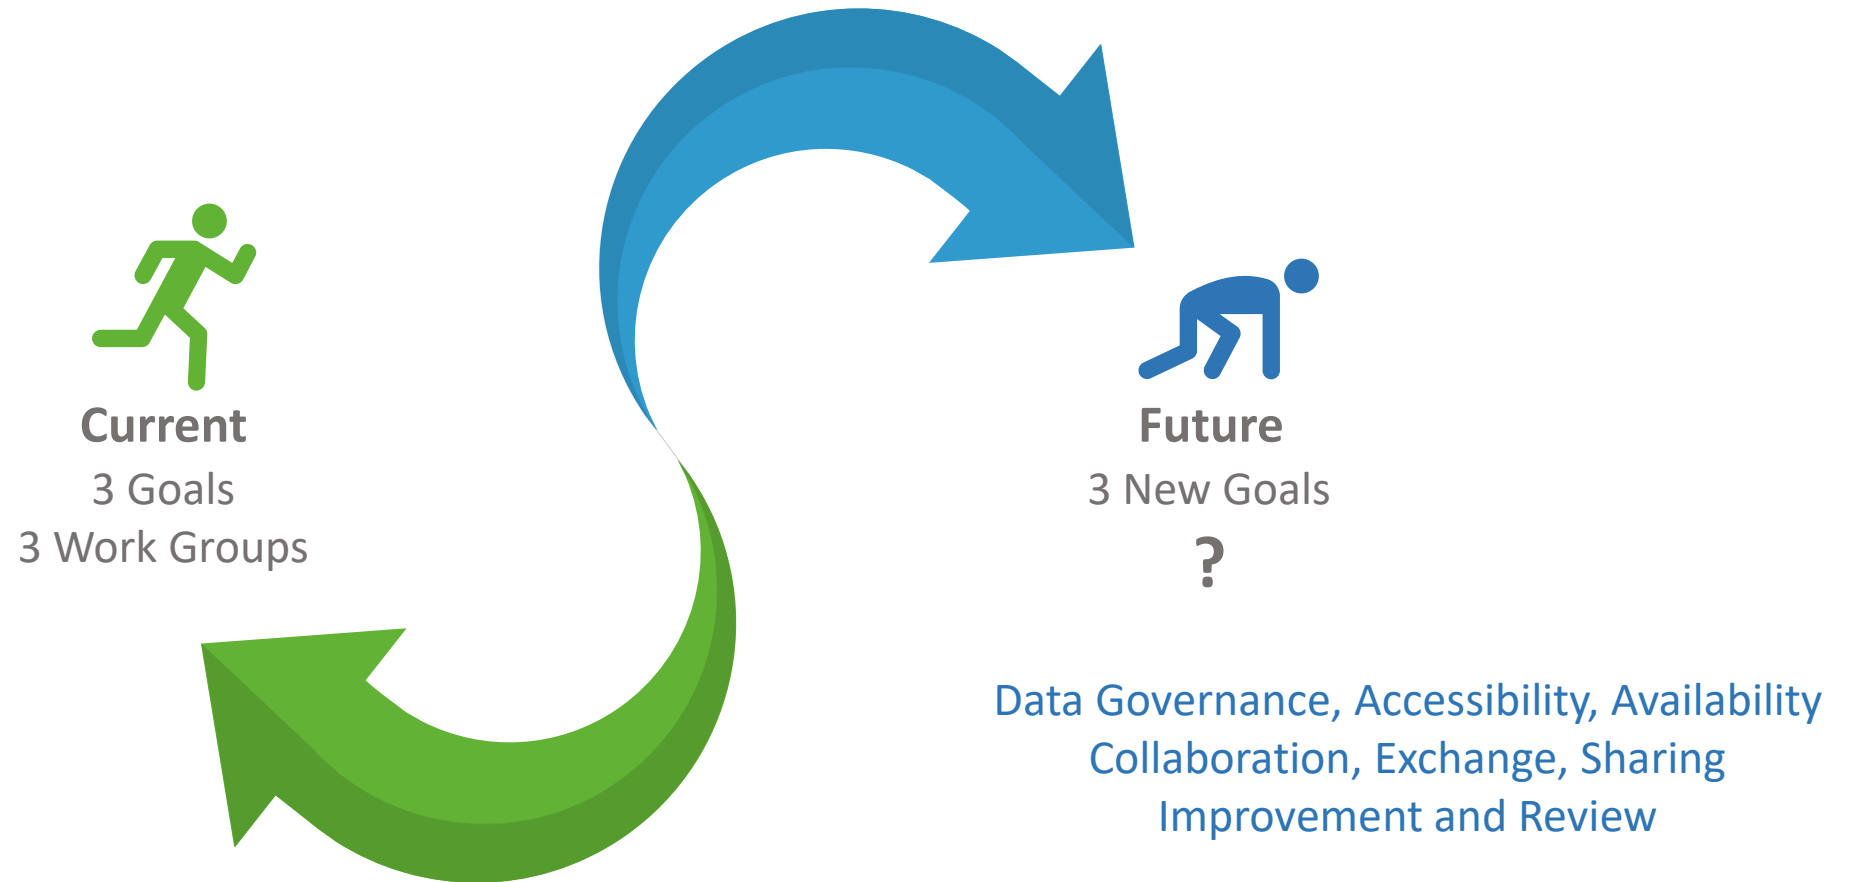 Current
3 Goals
3 Work Groups
Future
3 New Goals
?
Data Governance, Accessibility, Availability
Collaboration, Exchange, Sharing
Improvement and Review